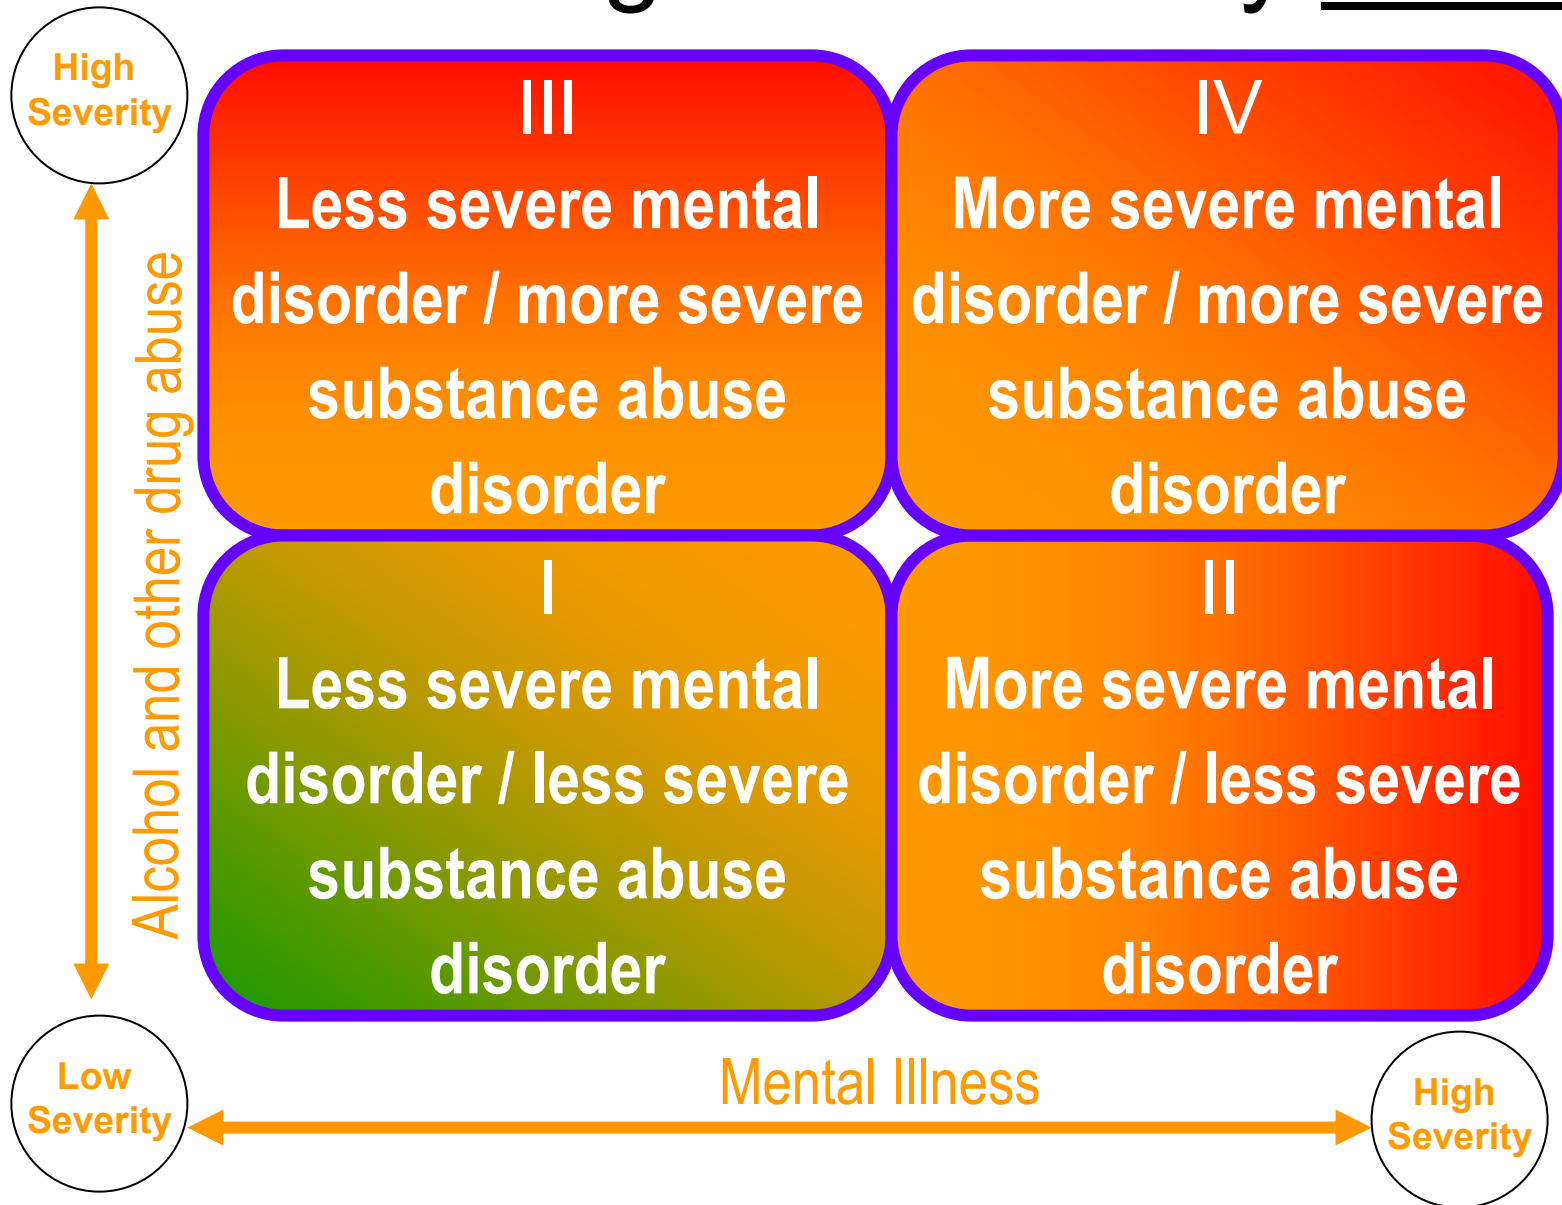 High
Severity
III
Less severe mental
disorder / more severe
substance abuse
disorder
IV
More severe mental
disorder / more severe
substance abuse
disorder
Alcohol and other drug abuse
I
Less severe mental
disorder / less severe
substance abuse
disorder
II
More severe mental
disorder / less severe
substance abuse
disorder
Low
Severity
Mental Illness
High
Severity